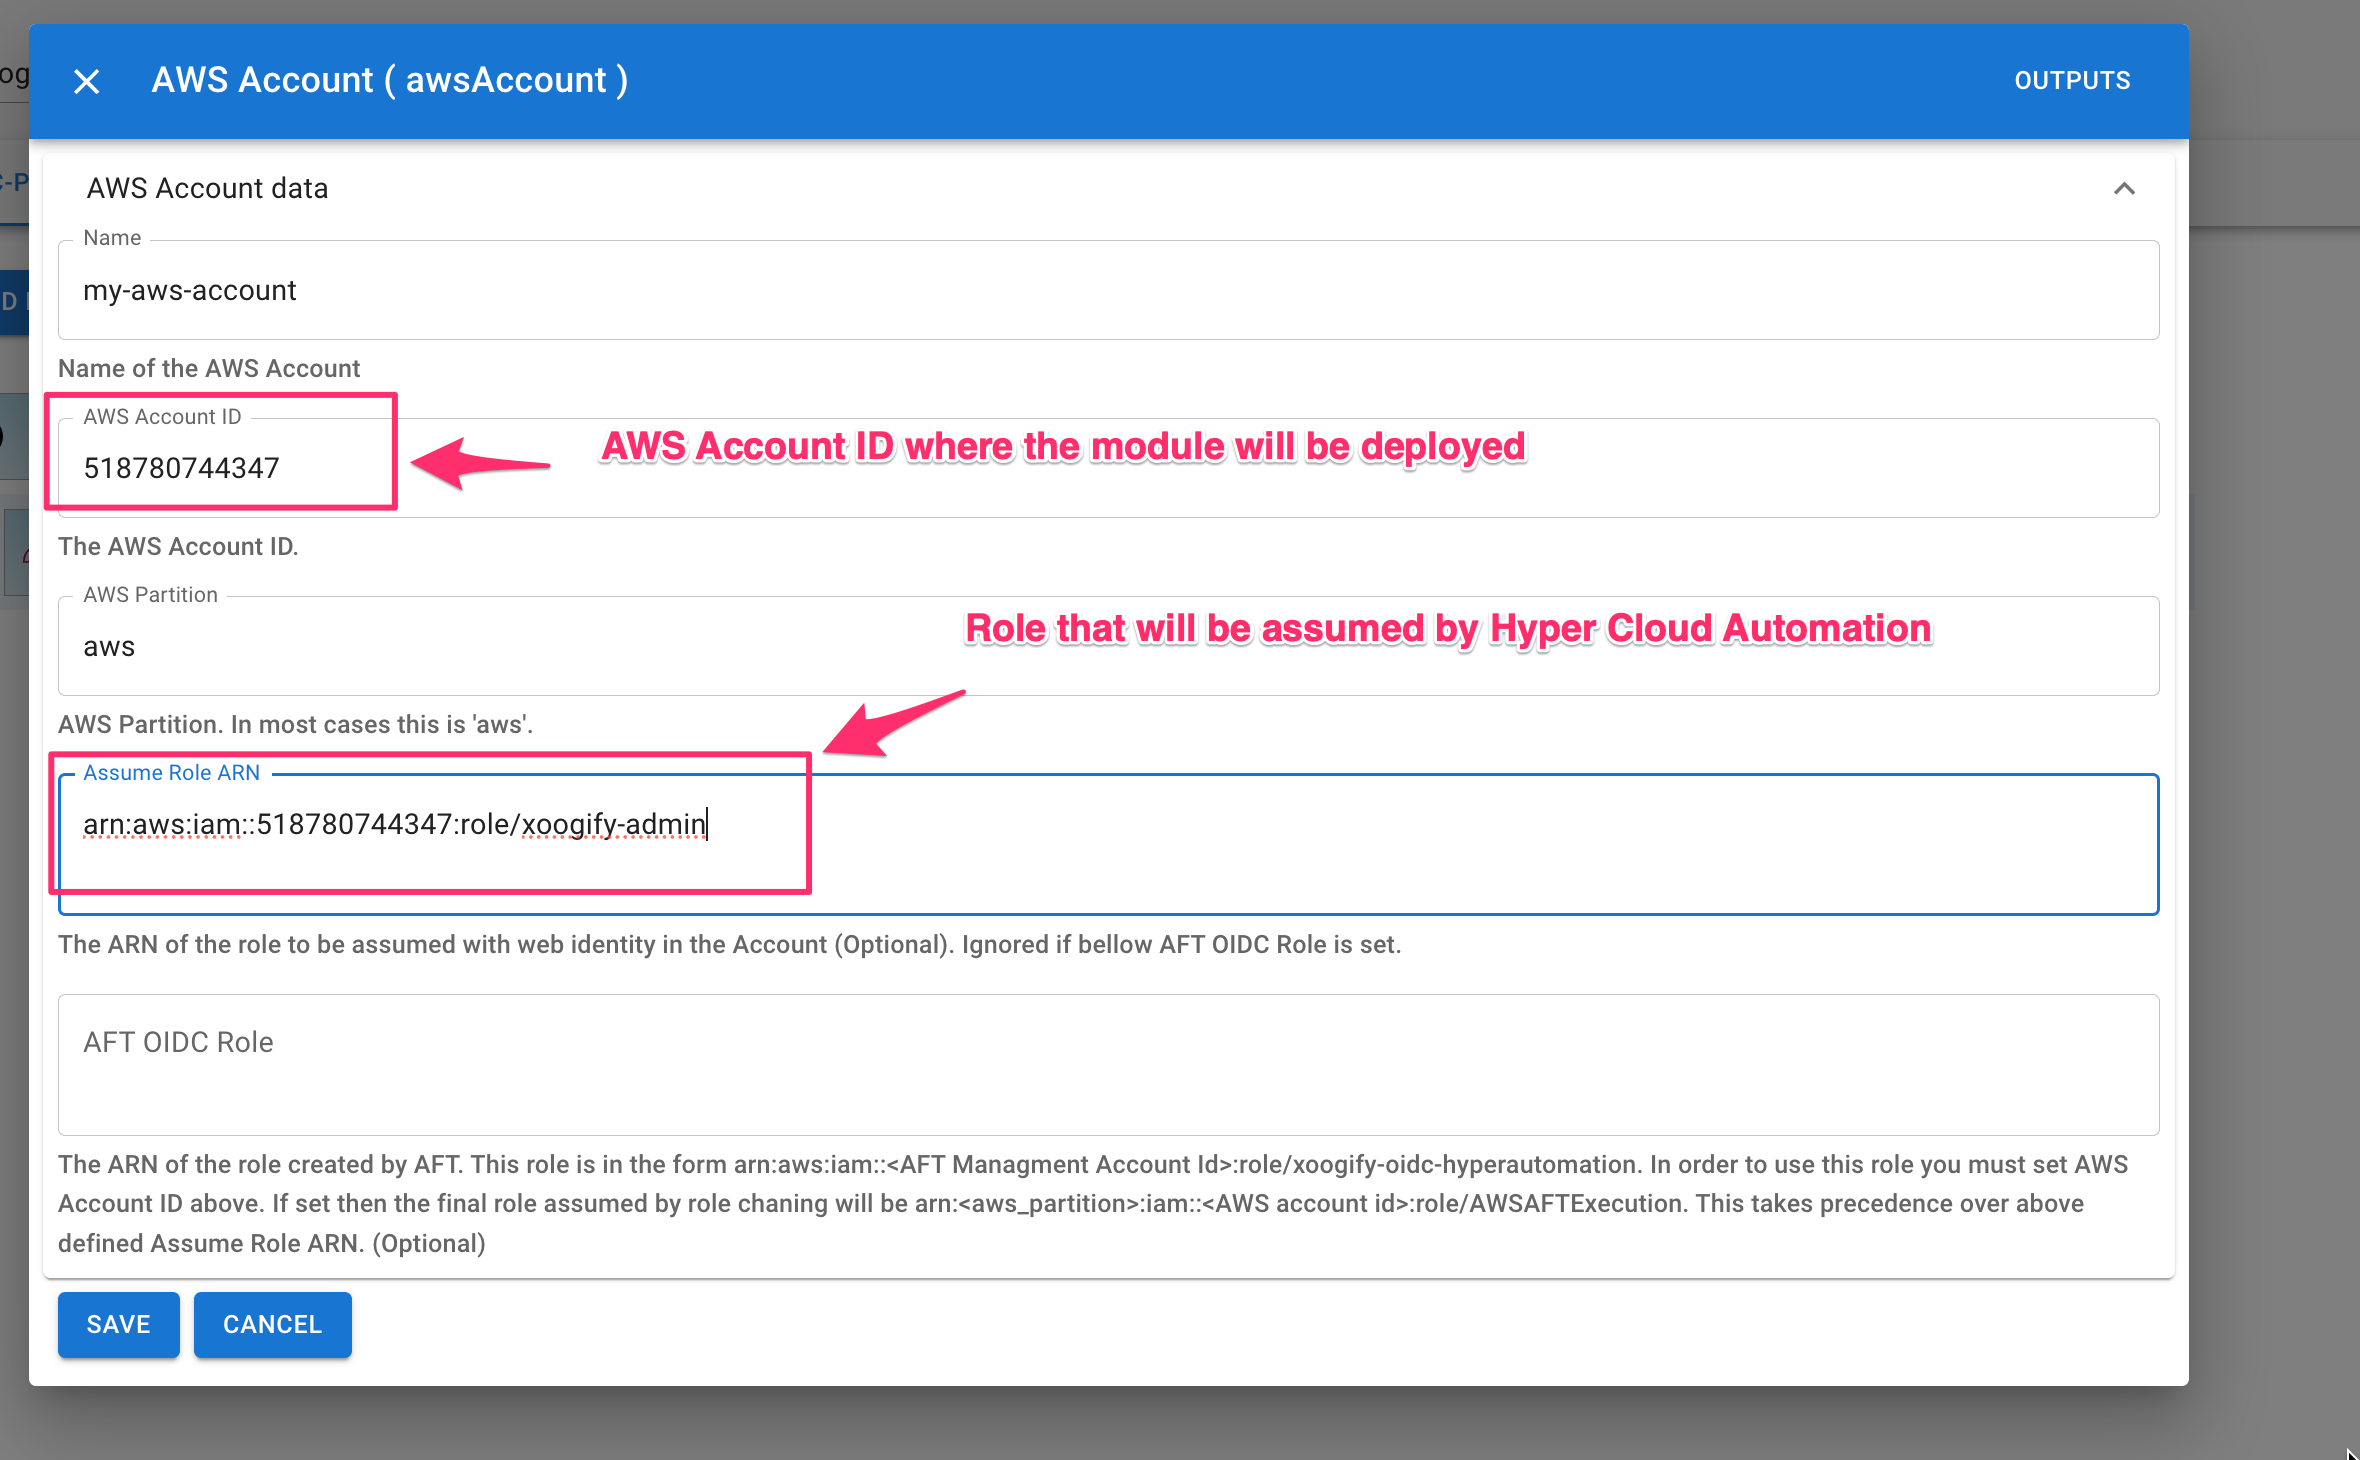 og
AWS Account ( awsAccount )
OUTPUTS
C-P
AWS Account data
Name
my-aws-account
D
Name of the AWS Account
AWS Account ID
518780744347
AWS Account ID where the module will be deployed
The AWS Account ID.
AWS Partition
aws
Role that will be assumed by Hyper Cloud Automation
AWS Partition. In most cases this is 'aws'.
Assume Role ARN
arn:aws:iam::518780744347:role/xoogify-admin
The ARN of the role to be assumed with web identity in the Account (Optional). Ignored if bellow AFT OIDC Role is set.
AFT OIDC Role
The ARN of the role created by AFT. This role is in the form arn:aws:iam::<AFT Managment Account Id>:role/xoogify-oidc-hyperautomation. In order to use this role you must set AWS
Account ID above. If set then the final role assumed by role chaning will be arn:<aws_partition>:iam::<AWS account id>:role/AWSAFTExecution. This takes precedence over above
defined Assume Role ARN. (Optional)
SAVE
CANCEL